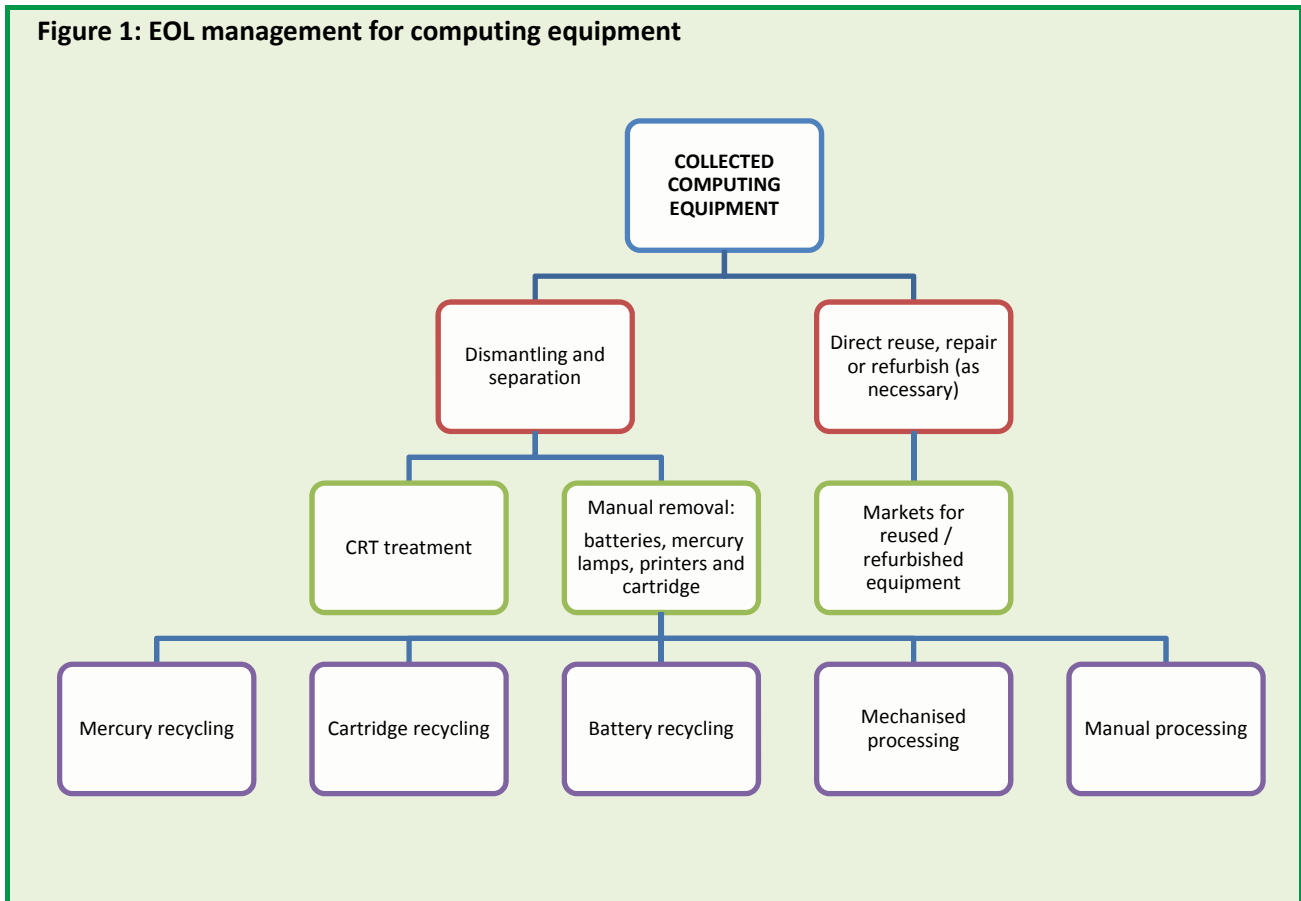 Figure 1: EOL management for computing equipment
COLLECTED
COMPUTING
EQUIPMENT
Dismantling and
separation
Direct reuse, repair
or refurbish (as
necessary)
CRT treatment
Manual removal:
batteries, mercury
lamps, printers and
cartridge
Markets for
reused /
refurbished
equipment
Mercury recycling
Cartridge recycling
Battery recycling
Mechanised
processing
Manual processing